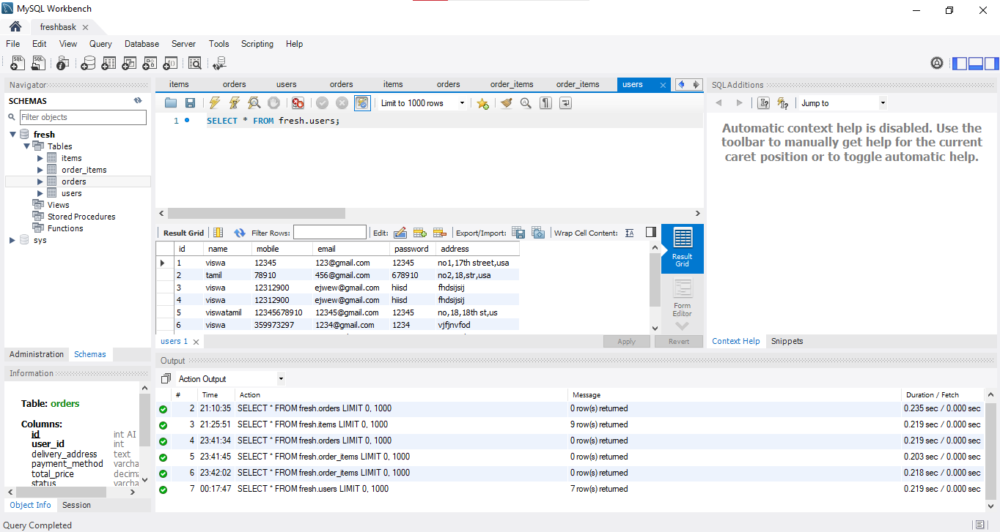 MySQL Workbench
freshbask
File Edit View Query Database Server Tools Scripting Help
Navigator
SCHEMAS
Filter objects
fresh
Tables
items
order_items
orders
users
Views
Stored Procedures
Functions
sys
Administration Schemas
Information
Table: orders
Columns:
id int AI
user_id int
delivery_address text
payment_method varcha
total_price decima
status varcha
Object Info Session
items orders users orders items orders order_items order_items users
Limit to 1000 rows
1 SELECT * FROM fresh.users;
Result Grid Filter Rows: Edit: Export/Import: Wrap Cell Content:
id name mobile email password address
1 viswa 12345 123@gmail.com 12345 no1,17th street,usa
2 tamil 78910 456@gmail.com 678910 no2,18,str,usa
3 viswa 12312900 ejwew@gmail.com hiisd fhdsijsij
4 viswa 12312900 ejwew@gmail.com hiisd fhdsijsij
5 viswatamil 12345678910 12345@gmail.com 12345 no,18,18th st,us
6 viswa 359973297 1234@gmail.com 1234 vjfjnvfod
Result
Grid
Form
Editor
users 1 Apply Revert
SQLAdditions
Jump to
Automatic context help is disabled. Use the
toolbar to manually get help for the current
caret position or to toggle automatic help.
Context Help Snippets
Output
Action Output
# Time Action Message Duration / Fetch
2 21:10:35 SELECT * FROM fresh.orders LIMIT 0, 1000 0 row(s) returned 0.235 sec / 0.000 sec
3 21:25:51 SELECT * FROM fresh.items LIMIT 0, 1000 9 row(s) returned 0.219 sec / 0.000 sec
4 23:41:34 SELECT * FROM fresh.orders LIMIT 0, 1000 0 row(s) returned 0.219 sec / 0.000 sec
5 23:41:45 SELECT * FROM fresh.order_items LIMIT 0, 1000 0 row(s) returned 0.203 sec / 0.000 sec
6 23:42:02 SELECT * FROM fresh.order_items LIMIT 0, 1000 0 row(s) returned 0.218 sec / 0.000 sec
7 00:17:47 SELECT * FROM fresh.users LIMIT 0, 1000 7 row(s) returned 0.219 sec / 0.000 sec
Query Completed